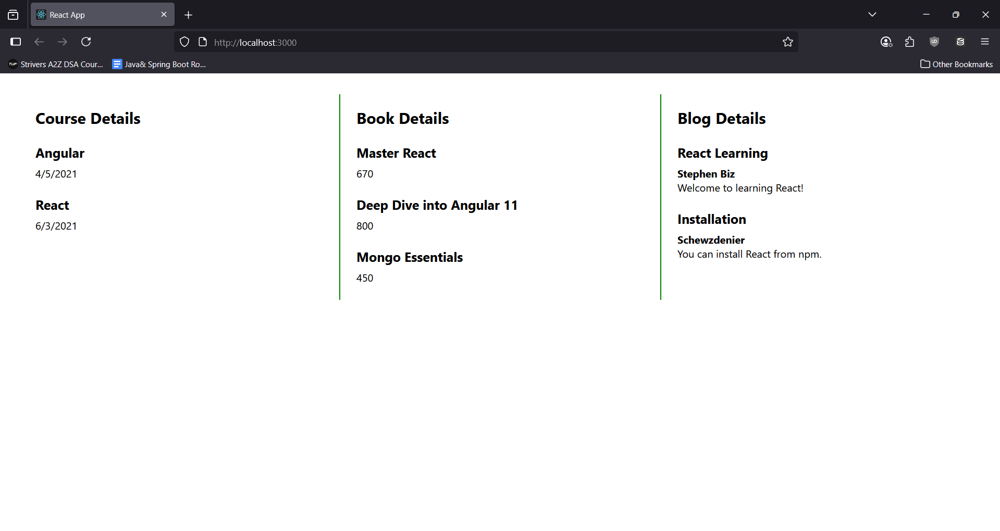 React App
http://localhost:3000
TUF Strivers A2Z DSA Cour...
Java& Spring Boot Ro...
Other Bookmarks
Course Details
Angular
4/5/2021
React
6/3/2021
Book Details
Master React
670
Deep Dive into Angular 11
800
Mongo Essentials
450
Blog Details
React Learning
Stephen Biz
Welcome to learning React!
Installation
Schewzdenier
You can install React from npm.